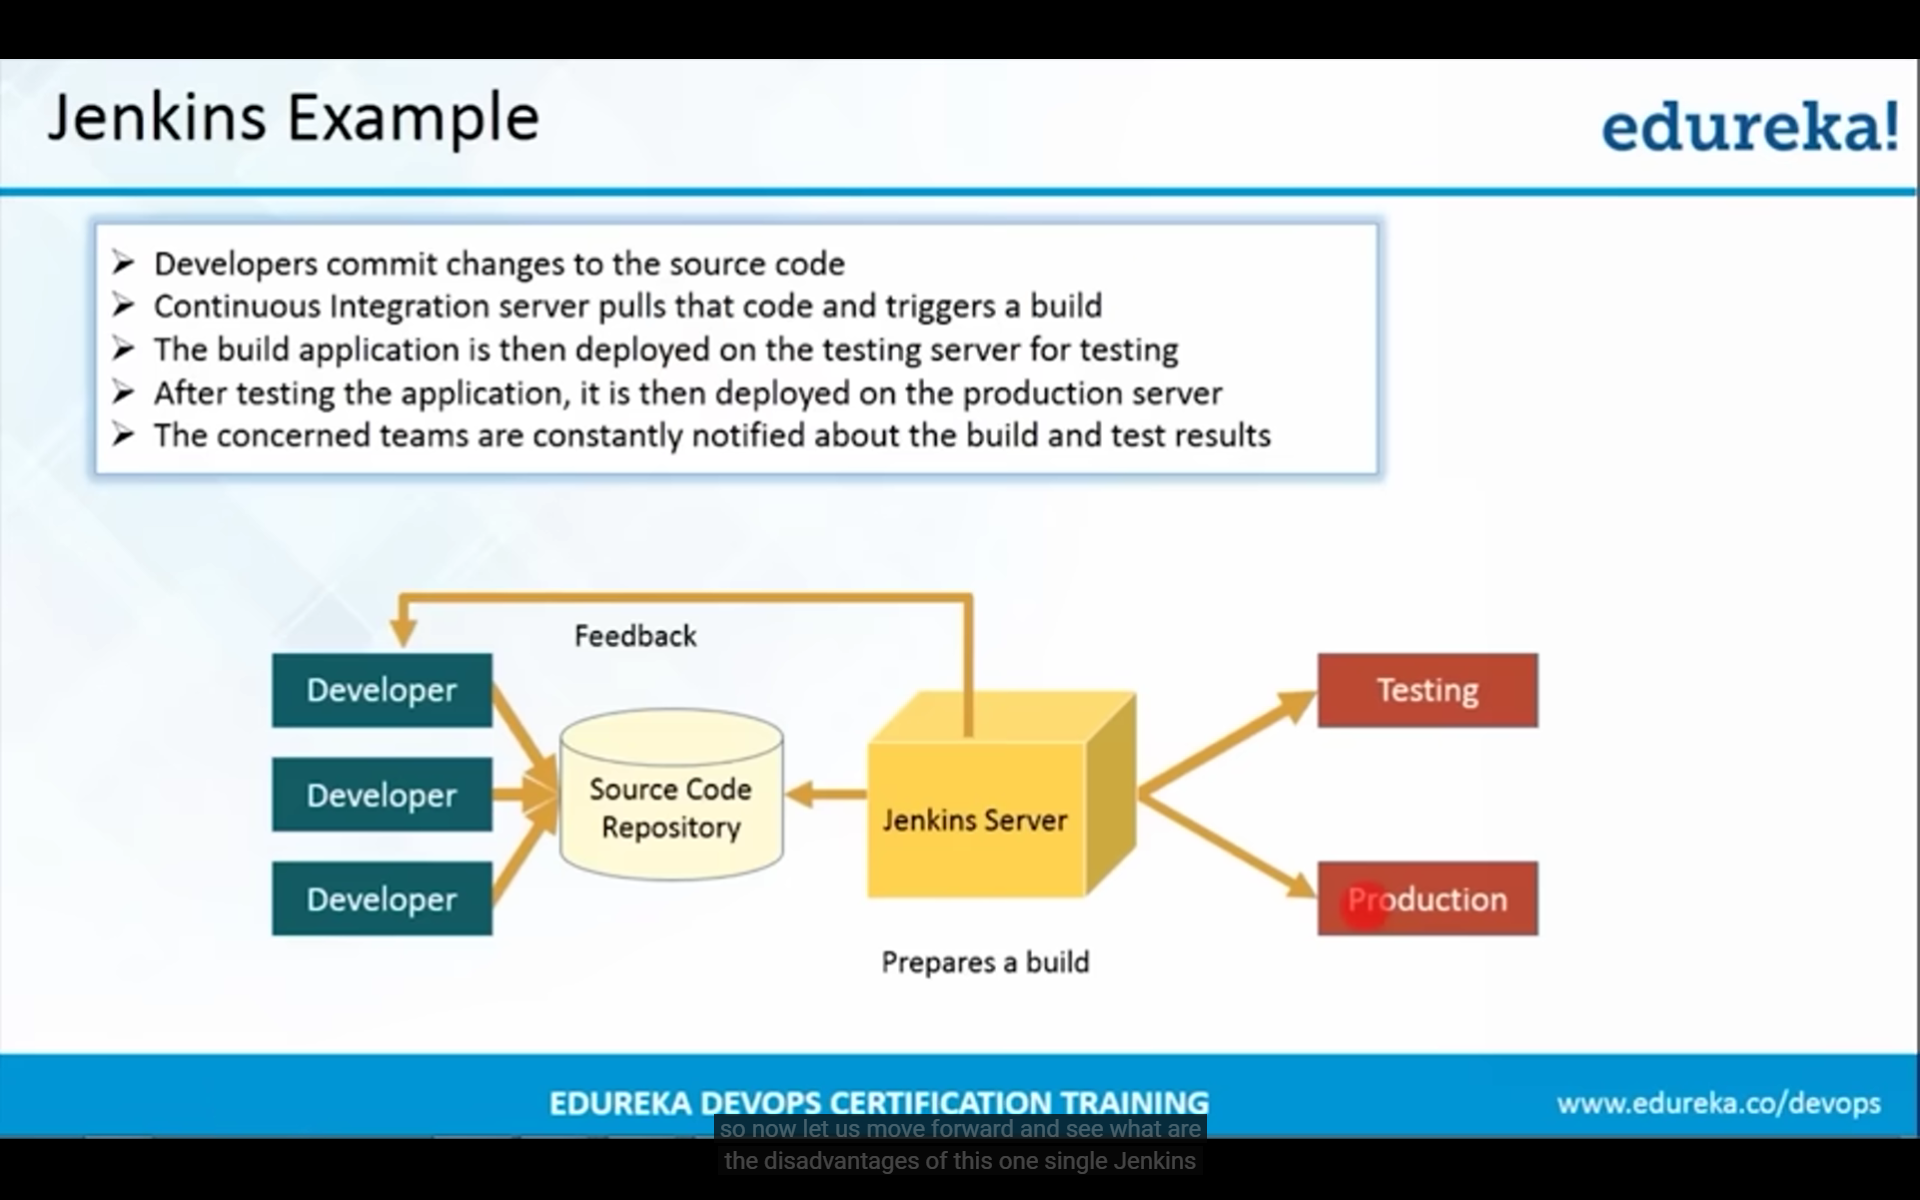 Jenkins Example
edureka!
➤ Developers commit changes to the source code
➤ Continuous Integration server pulls that code and triggers a build
➤ The build application is then deployed on the testing server for testing
➤ After testing the application, it is then deployed on the production server
➤ The concerned teams are constantly notified about the build and test results
Feedback
Developer
Developer
Developer
Source Code
Repository
Jenkins Server
Prepares a build
Testing
Production
EDUREKA DEVOPS CERTIFICATION TRAINING
www.edureka.co/devops
so now let us move forward and see what are
the disadvantages of this one single Jenkins